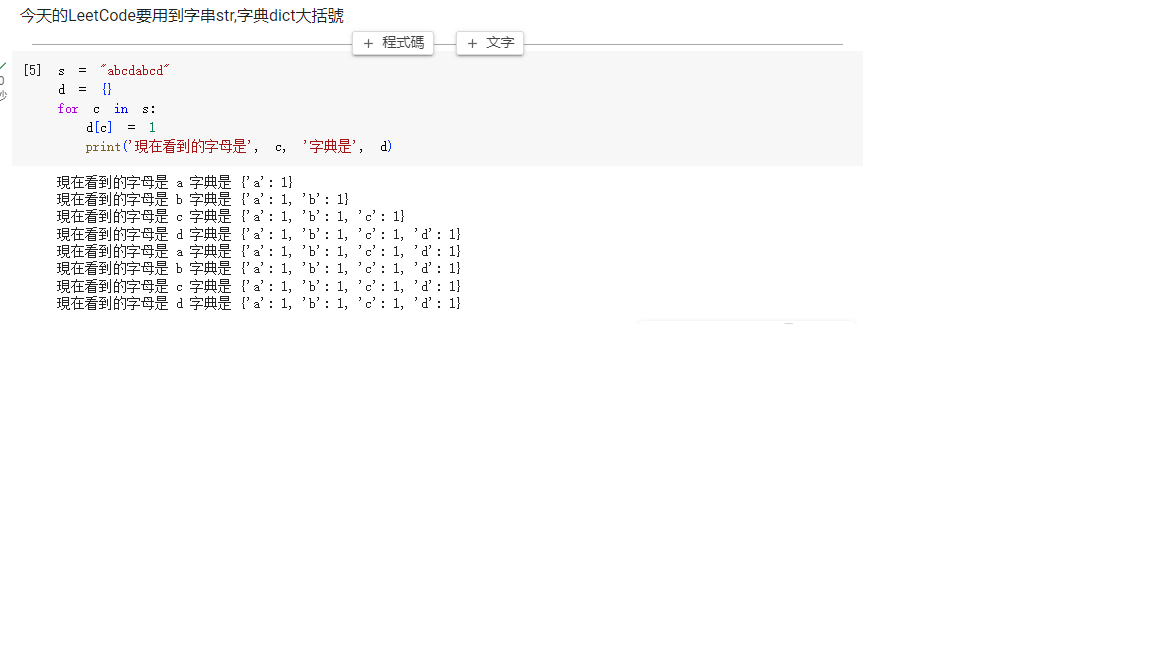 今天的LeetCode要用到字串str,字典dict大括號
+ 程式碼 + 文字
[5] s = "abcdabcd"
0 d = {}
秒 for c in s:
d[c] = 1
print('現在看到的字母是', c, '字典是', d)
現在看到的字母是 a 字典是 {'a': 1}
現在看到的字母是 b 字典是 {'a': 1, 'b': 1}
現在看到的字母是 c 字典是 {'a': 1, 'b': 1, 'c': 1}
現在看到的字母是 d 字典是 {'a': 1, 'b': 1, 'c': 1, 'd': 1}
現在看到的字母是 a 字典是 {'a': 1, 'b': 1, 'c': 1, 'd': 1}
現在看到的字母是 b 字典是 {'a': 1, 'b': 1, 'c': 1, 'd': 1}
現在看到的字母是 c 字典是 {'a': 1, 'b': 1, 'c': 1, 'd': 1}
現在看到的字母是 d 字典是 {'a': 1, 'b': 1, 'c': 1, 'd': 1}